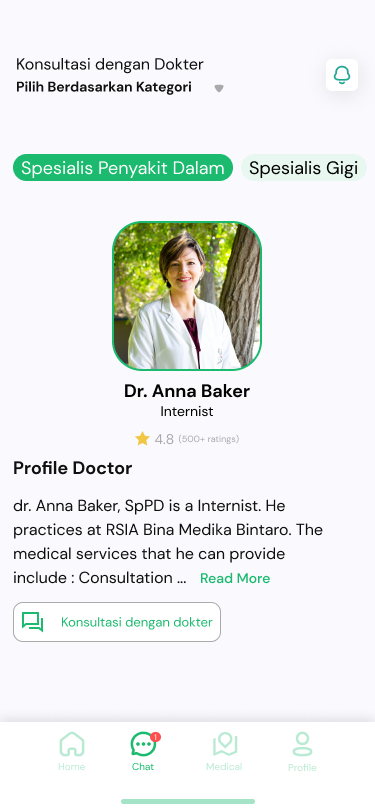 Konsultasi dengan Dokter
Pilih Berdasarkan Kategori
Spesialis Penyakit Dalam
Spesialis Gigi
Dr. Anna Baker
Internist
4.8 (500+ ratings)
Profile Doctor
dr. Anna Baker, SpPD is a Internist. He
practices at RSIA Bina Medika Bintaro. The
medical services that he can provide
include : Consultation ... Read More
Konsultasi dengan dokter
!
Home
Chat
Medical
Profile